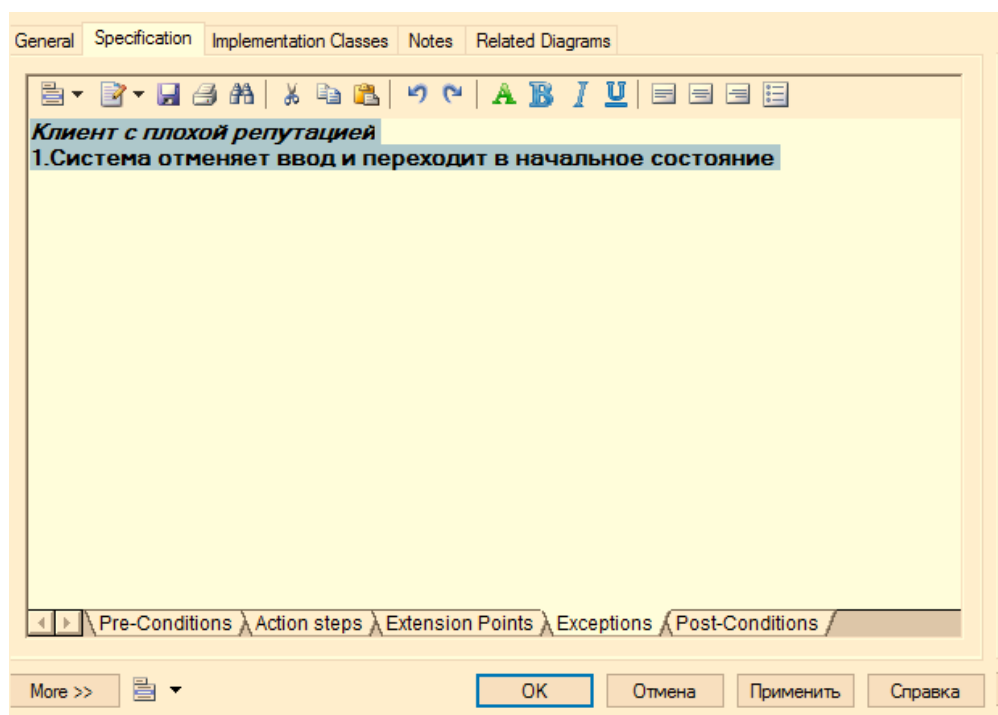 General Specification Implementation Classes Notes Related Diagrams
A B I U
Клиент с плохой репутацией
1.Система отменяет ввод и переходит в начальное состояние
Pre-Conditions Action steps Extension Points Exceptions Post-Conditions
More >> OK Отмена Применить Справка